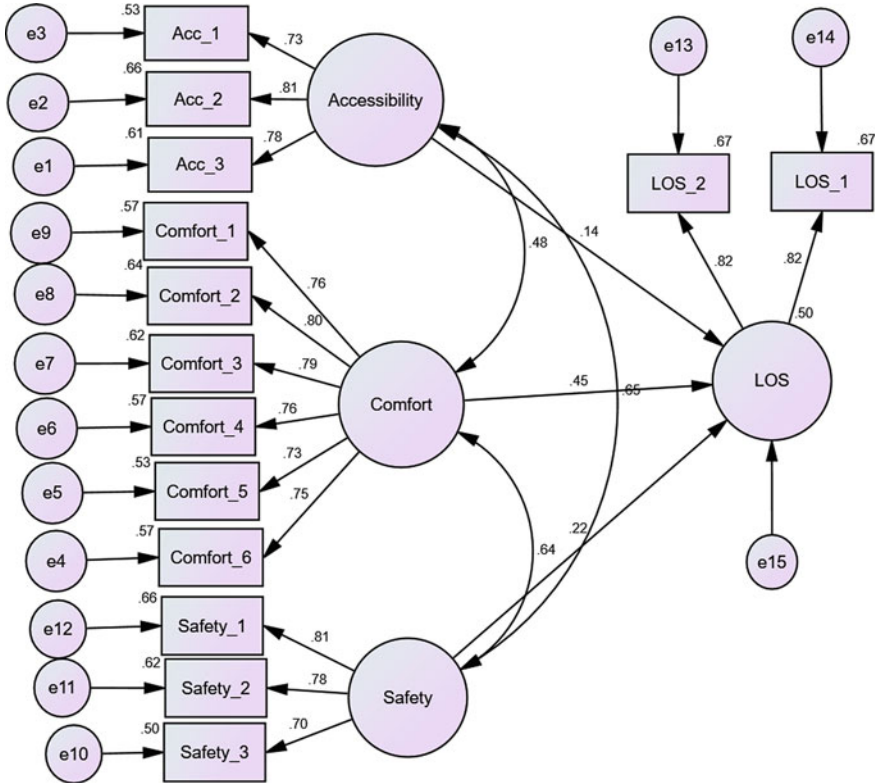 e3
.53
Acc_1
.73
e2
.66
Acc_2
.81
e1
.61
Acc_3
.78
Accessibility
e9
.57
Comfort_1
.76
e8
.64
Comfort_2
.80
e7
.62
Comfort_3
.79
e6
.57
Comfort_4
.76
e5
.53
Comfort_5
.73
e4
.57
Comfort_6
.75
Comfort
e12
.66
Safety_1
.81
e11
.62
Safety_2
.78
e10
.50
Safety_3
.70
Safety
.48
.14
.45
.65
.64
.22
e13
e14
.67
LOS_2
.67
LOS_1
.82
.82
.50
LOS
e15